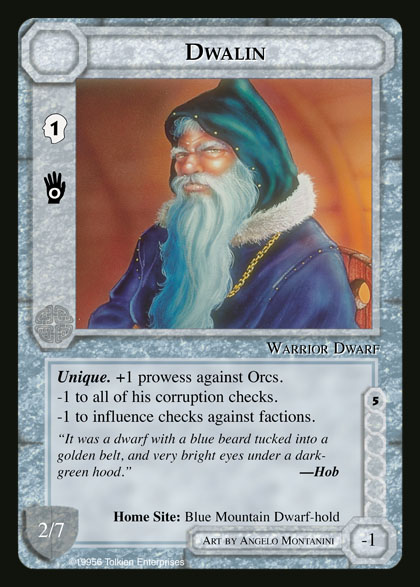 DWALIN
1
WARRIOR DWARF
Unique. +1 prowess against Orcs.
-1 to all of his corruption checks.
-1 to influence checks against factions.
5
“It was a dwarf with a blue beard tucked into a
golden belt, and very bright eyes under a dark-
green hood.” —Hob
Home Site: Blue Mountain Dwarf-hold
2/7
ART BY ANGELO MONTANINI
-1
©19956 Tolkien Enterprises